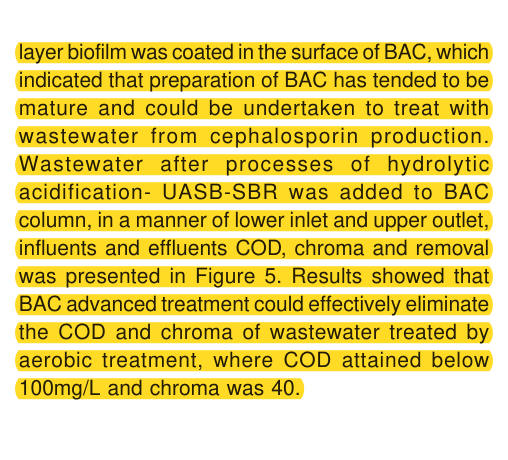 layer biofilm was coated in the surface of BAC, which
indicated that preparation of BAC has tended to be
mature and could be undertaken to treat with
wastewater from cephalosporin production.
Wastewater after processes of hydrolytic
acidification- UASB-SBR was added to BAC
column, in a manner of lower inlet and upper outlet,
influents and effluents COD, chroma and removal
was presented in Figure 5. Results showed that
BAC advanced treatment could effectively eliminate
the COD and chroma of wastewater treated by
aerobic treatment, where COD attained below
100mg/L and chroma was 40.